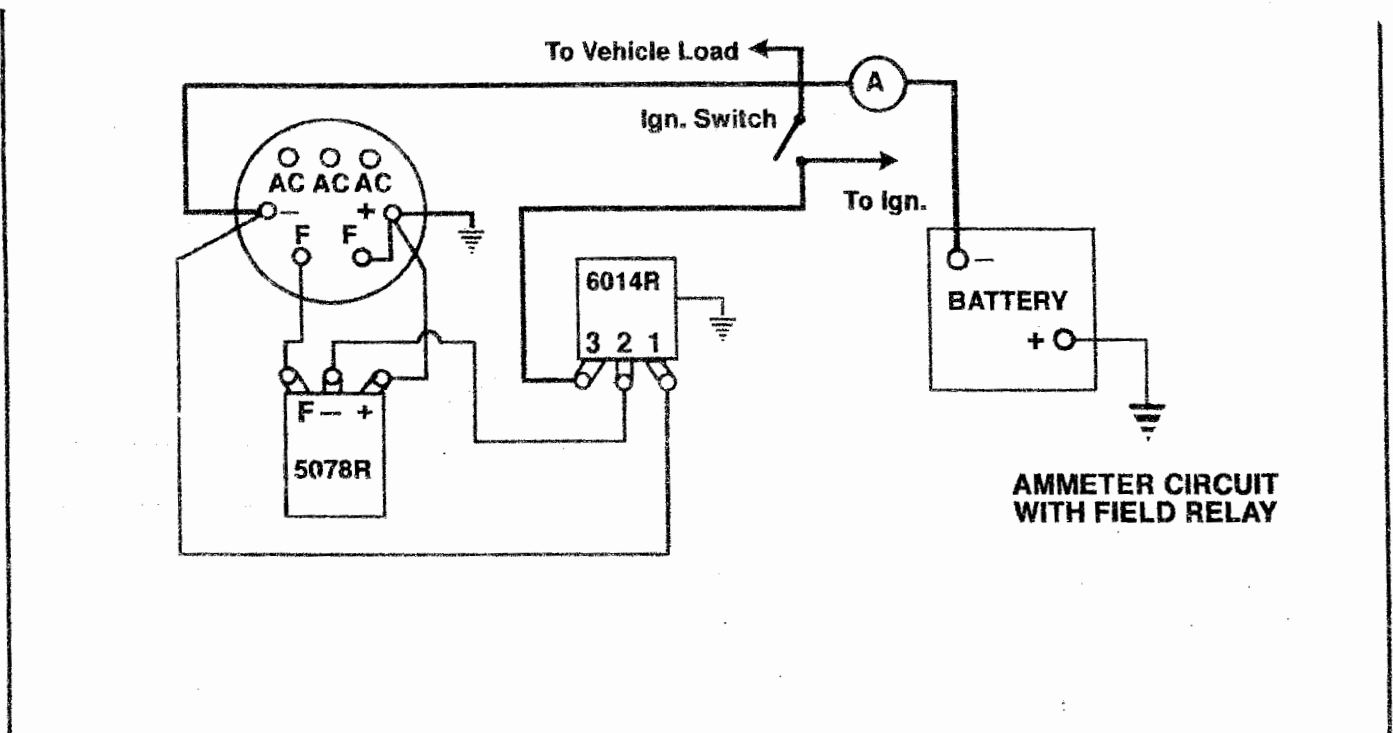 To Vehicle Load
A
Ign. Switch
AC AC AC
To Ign.
– +
F F
6014R
–
BATTERY
3 2 1
+
F – +
5078R
AMMETER CIRCUIT
WITH FIELD RELAY